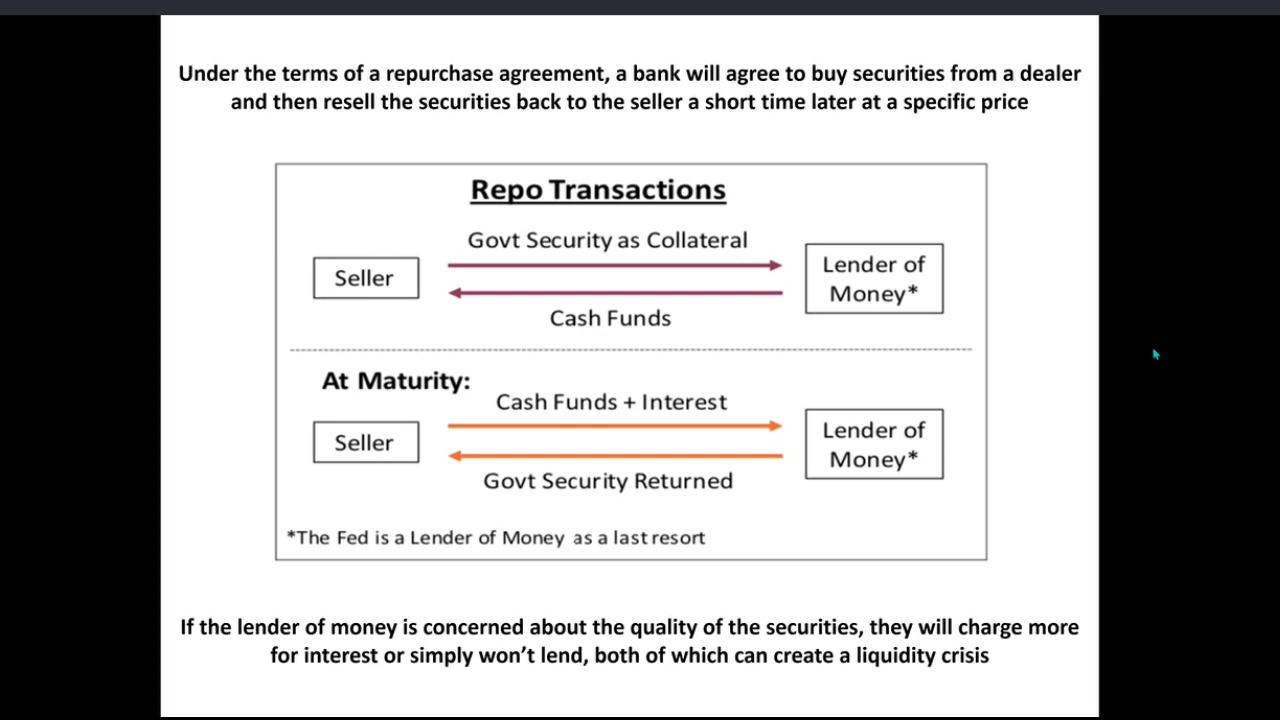 Under the terms of a repurchase agreement, a bank will agree to buy securities from a dealer
and then resell the securities back to the seller a short time later at a specific price
Repo Transactions
Govt Security as Collateral
Seller
Lender of
Money*
Cash Funds
At Maturity:
Cash Funds + Interest
Seller
Lender of
Money*
Govt Security Returned
*The Fed is a Lender of Money as a last resort
If the lender of money is concerned about the quality of the securities, they will charge more
for interest or simply won’t lend, both of which can create a liquidity crisis